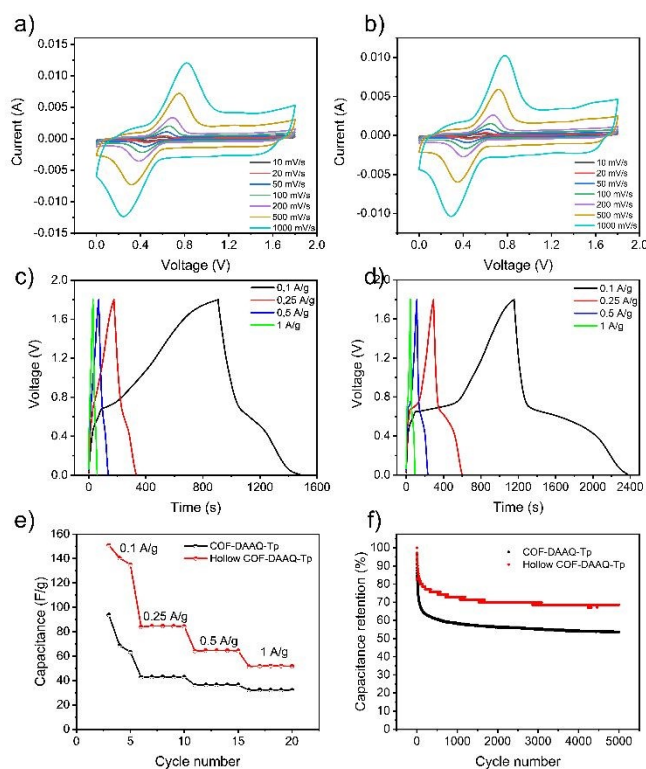 a)
0.015
0.010
0.005
0.000
-0.005
-0.010
-0.015
Current (A)
10 mV/s
20 mV/s
50 mV/s
100 mV/s
200 mV/s
500 mV/s
1000 mV/s
0.0 0.4 0.8 1.2 1.6 2.0
Voltage (V)
b)
0.010
0.005
0.000
-0.005
-0.010
Current (A)
10 mV/s
20 mV/s
50 mV/s
100 mV/s
200 mV/s
500 mV/s
1000 mV/s
0.0 0.4 0.8 1.2 1.6 2.0
Voltage (V)
c)
2.0
1.6
1.2
0.8
0.4
0.0
Voltage (V)
0.1 A/g
0.25 A/g
0.5 A/g
1 A/g
0 400 800 1200 1600
Time (s)
d)
2.0
1.6
1.2
0.8
0.4
0.0
Voltage (V)
0.1 A/g
0.25 A/g
0.5 A/g
1 A/g
0 400 800 1200 1600 2000 2400
Time (s)
e)
160
140
120
100
80
60
40
20
0
Capacitance (F/g)
COF-DAAQ-Tp
Hollow COF-DAAQ-Tp
0.1 A/g
0.25 A/g
0.5 A/g
1 A/g
0 5 10 15 20
Cycle number
f)
110
100
90
80
70
60
50
40
30
20
10
0
Capacitance retention (%)
COF-DAAQ-Tp
Hollow COF-DAAQ-Tp
0 1000 2000 3000 4000 5000
Cycle number